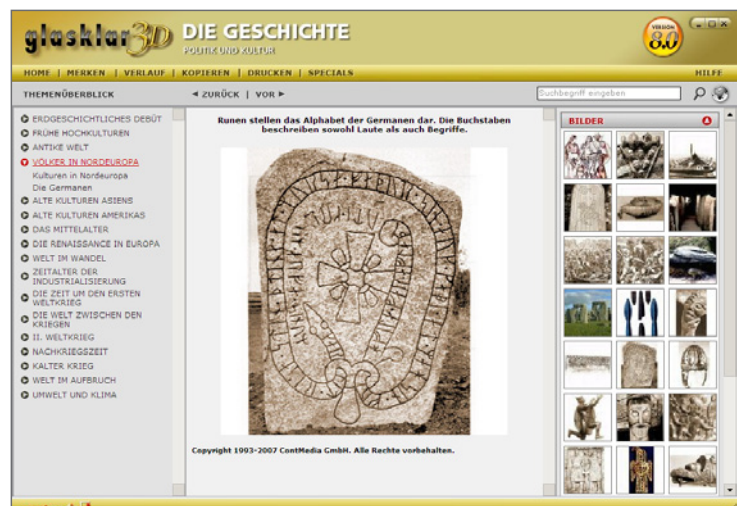 glasklar3D DIE GESCHICHTE
POLITIK UND KULTUR
VERSION
8.0
HOME | MERKEN | VERLAUF | KOPIEREN | DRUCKEN | SPECIALS
HILFE
THEMENÜBERBLICK
◄ ZURÜCK | VOR ►
Suchbegriff eingeben
ERDGESCHICHTLICHES DEBÜT
FRÜHE HOCHKULTUREN
ANTIKE WELT
VÖLKER IN NORDEUROPA
Kulturen in Nordeuropa
Die Germanen
ALTE KULTUREN ASIENS
ALTE KULTUREN AMERIKAS
DAS MITTELALTER
DIE RENAISSANCE IN EUROPA
WELT IM WANDEL
ZEITALTER DER
INDUSTRIALISIERUNG
DIE ZEIT UM DEN ERSTEN
WELTKRIEG
DIE WELT ZWISCHEN DEN
KRIEGEN
II. WELTKRIEG
NACHKRIEGSZEIT
KALTER KRIEG
WELT IM AUFBRUCH
UMWELT UND KLIMA
Runen stellen das Alphabet der Germanen dar. Die Buchstaben
beschreiben sowohl Laute als auch Begriffe.
Copyright 1993-2007 ContMedia GmbH. Alle Rechte vorbehalten.
BILDER